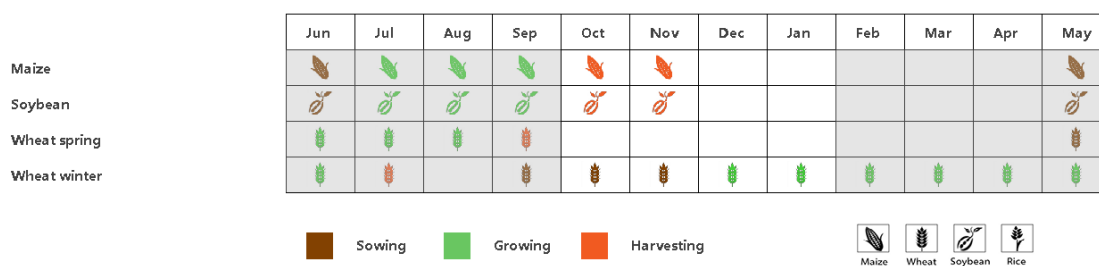 Jun Jul Aug Sep Oct Nov Dec Jan Feb Mar Apr May
Maize
Soybean
Wheat spring
Wheat winter
Sowing Growing Harvesting
Maize Wheat Soybean Rice